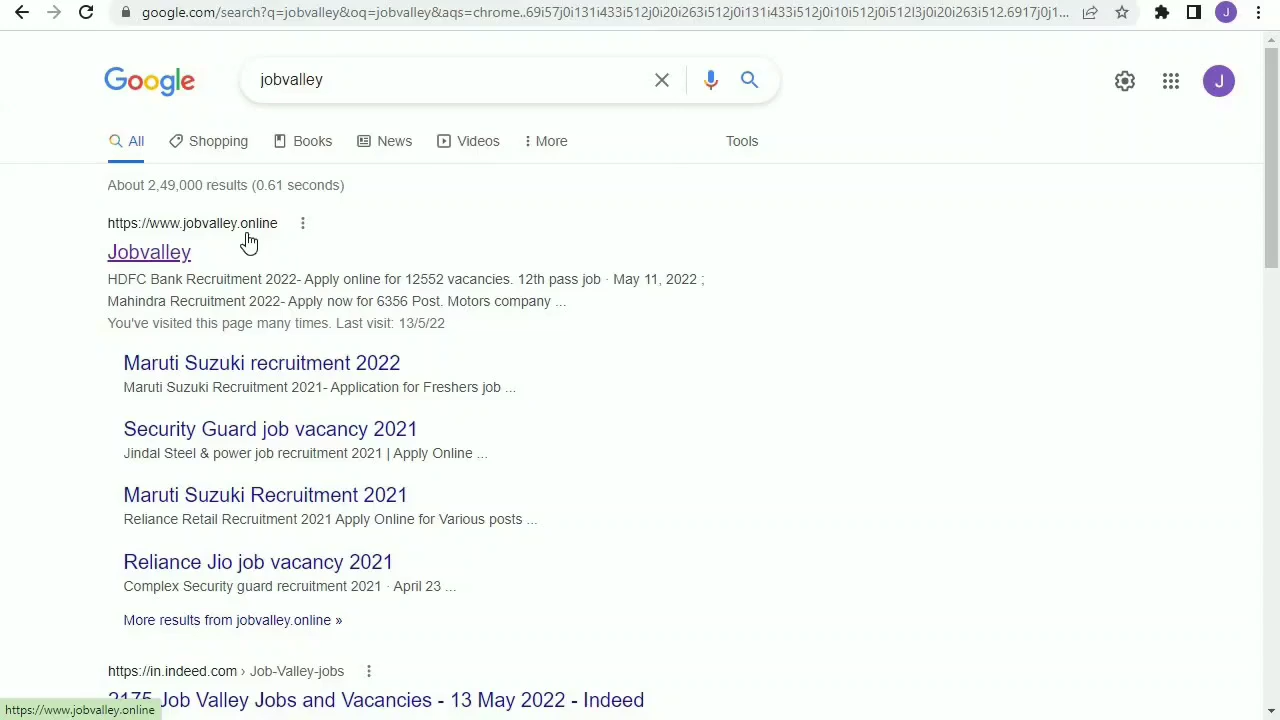 google.com/search?q=jobvalley&oq=jobvalley&aqs=chrome..69i57j0i131i433i512j0i20i263i512j0i131i433i512j0i10i512j0i512l3j0i20i263i512.6917j0j1...
J
Google
jobvalley
J
All
Shopping
Books
News
Videos
More
Tools
About 2,49,000 results (0.61 seconds)
https://www.jobvalley.online
Jobvalley
HDFC Bank Recruitment 2022- Apply online for 12552 vacancies. 12th pass job · May 11, 2022 ;
Mahindra Recruitment 2022- Apply now for 6356 Post. Motors company ...
You've visited this page many times. Last visit: 13/5/22
Maruti Suzuki recruitment 2022
Maruti Suzuki Recruitment 2021- Application for Freshers job ...
Security Guard job vacancy 2021
Jindal Steel & power job recruitment 2021 | Apply Online ...
Maruti Suzuki Recruitment 2021
Reliance Retail Recruitment 2021 Apply Online for Various posts ...
Reliance Jio job vacancy 2021
Complex Security guard recruitment 2021 · April 23 ...
More results from jobvalley.online »
https://in.indeed.com › Job-Valley-jobs
2175 Job Valley Jobs and Vacancies - 13 May 2022 - Indeed
https://www.jobvalley.online